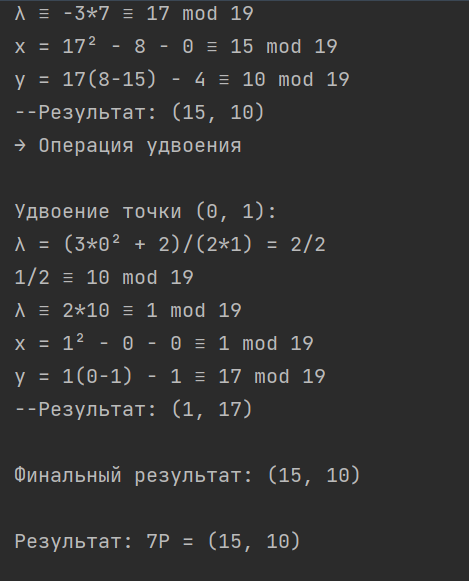 λ ≡ -3*7 ≡ 17 mod 19
x = 17² - 8 - 0 ≡ 15 mod 19
y = 17(8-15) - 4 ≡ 10 mod 19
--Результат: (15, 10)
→ Операция удвоения
Удвоение точки (0, 1):
λ = (3*0² + 2)/(2*1) = 2/2
1/2 ≡ 10 mod 19
λ ≡ 2*10 ≡ 1 mod 19
x = 1² - 0 - 0 ≡ 1 mod 19
y = 1(0-1) - 1 ≡ 17 mod 19
--Результат: (1, 17)
Финальный результат: (15, 10)
Результат: 7P = (15, 10)